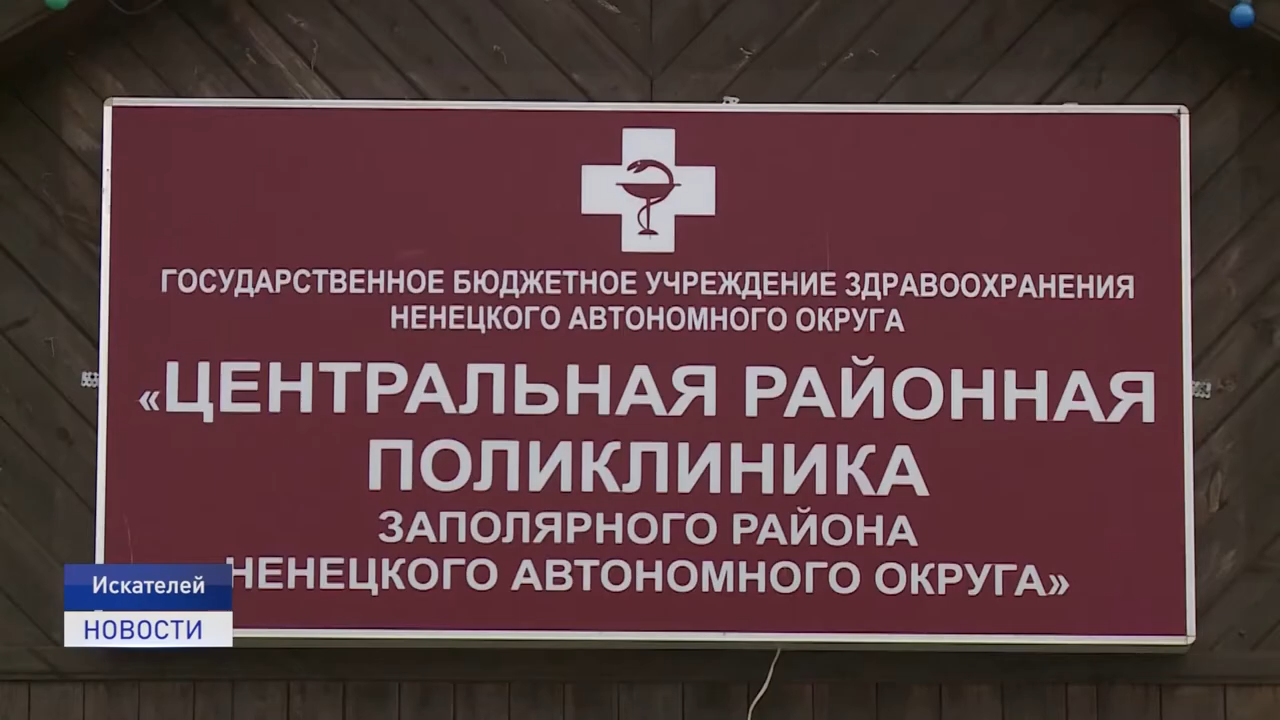 ГОСУДАРСТВЕННОЕ БЮДЖЕТНОЕ УЧРЕЖДЕНИЕ ЗДРАВООХРАНЕНИЯ
НЕНЕЦКОГО АВТОНОМНОГО ОКРУГА
«ЦЕНТРАЛЬНАЯ РАЙОННАЯ
ПОЛИКЛИНИКА
ЗАПОЛЯРНОГО РАЙОНА
НЕНЕЦКОГО АВТОНОМНОГО ОКРУГА»
Искателей
НОВОСТИ